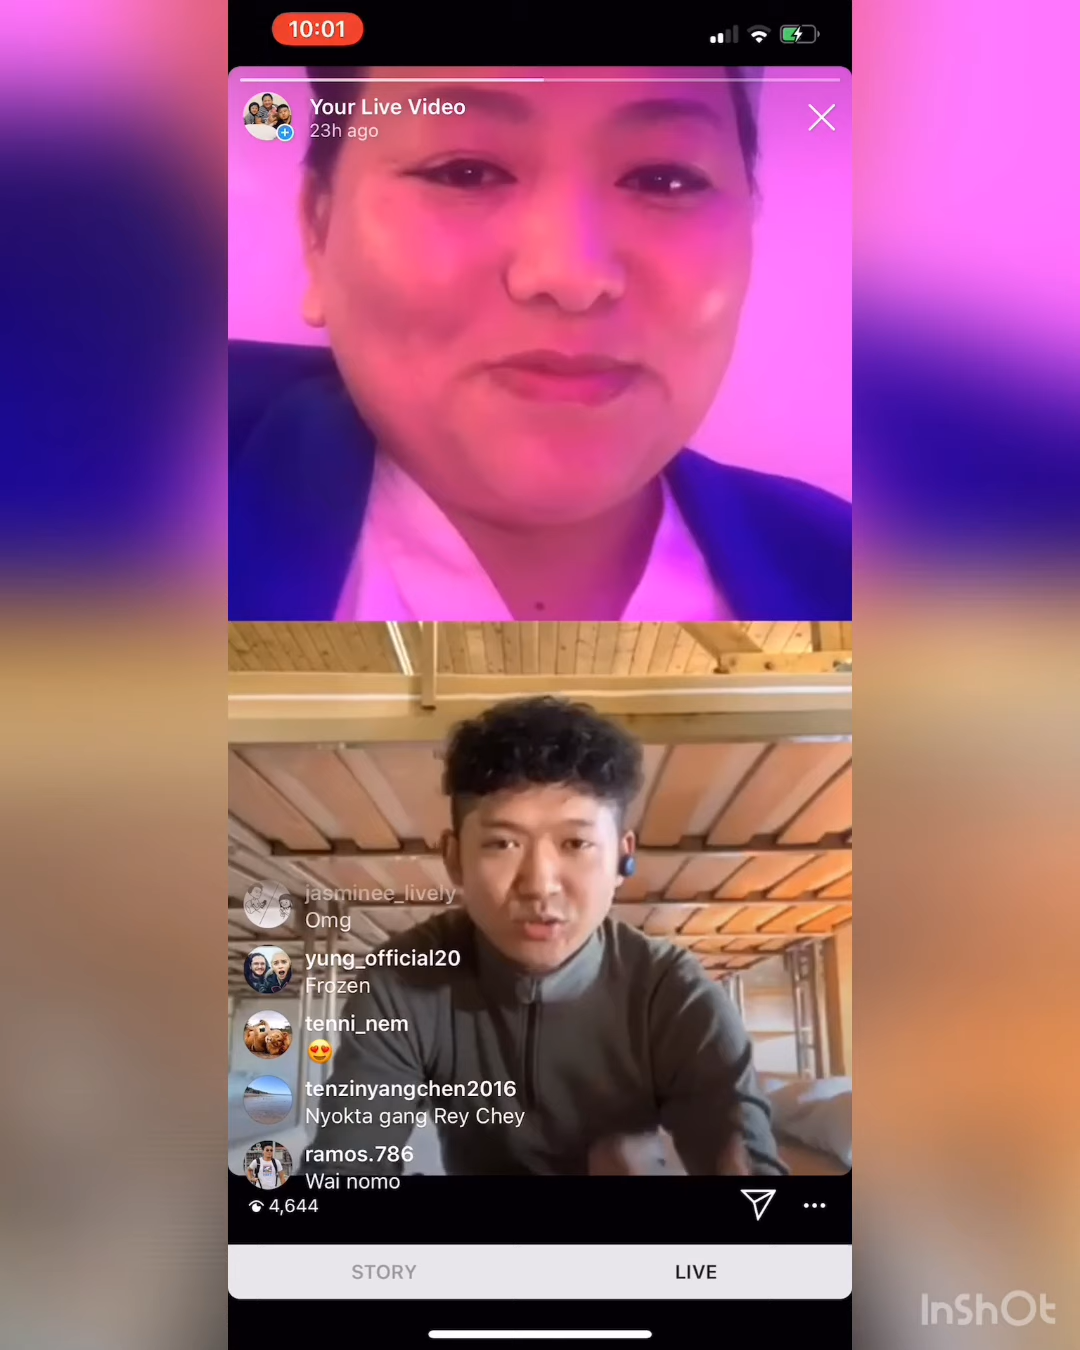 10:01
Your Live Video
23h ago
jasminee_lively
Omg
yung_official20
Frozen
tenni_nem
tenzinyangchen2016
Nyokta gang Rey Chey
ramos.786
Wai nomo
4,644
STORY
LIVE
InShOt